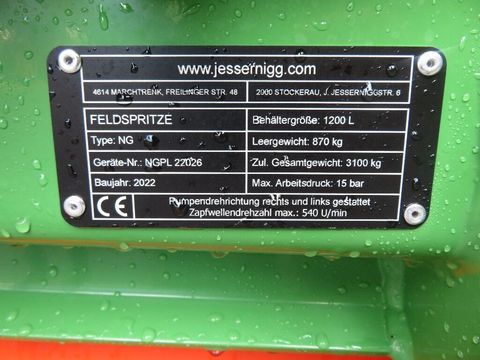 www.jessernigg.com
4614 MARCHTRENK, FREILINGER STR. 48
2000 STOCKERAU, J. JESSERNIGGSTR. 6
FELDSPRITZE
Behältergröße: 1200 L
Type: NG
Leergewicht: 870 kg
Geräte-Nr: NGPL 22026
Zul. Gesamtgewicht: 3100 kg
Baujahr: 2022
Max. Arbeitsdruck: 15 bar
CE
Pumpendrehrichtung rechts und links gestattet
Zapfwellendrehzahl max.: 540 U/min